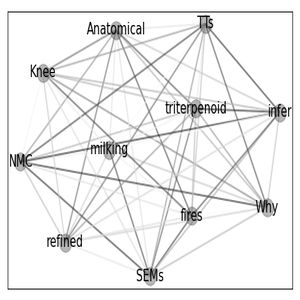 TTs
Anatomical
Knee
triterpenoid
infer
milking
NMC
Why
fires
refined
SEMs